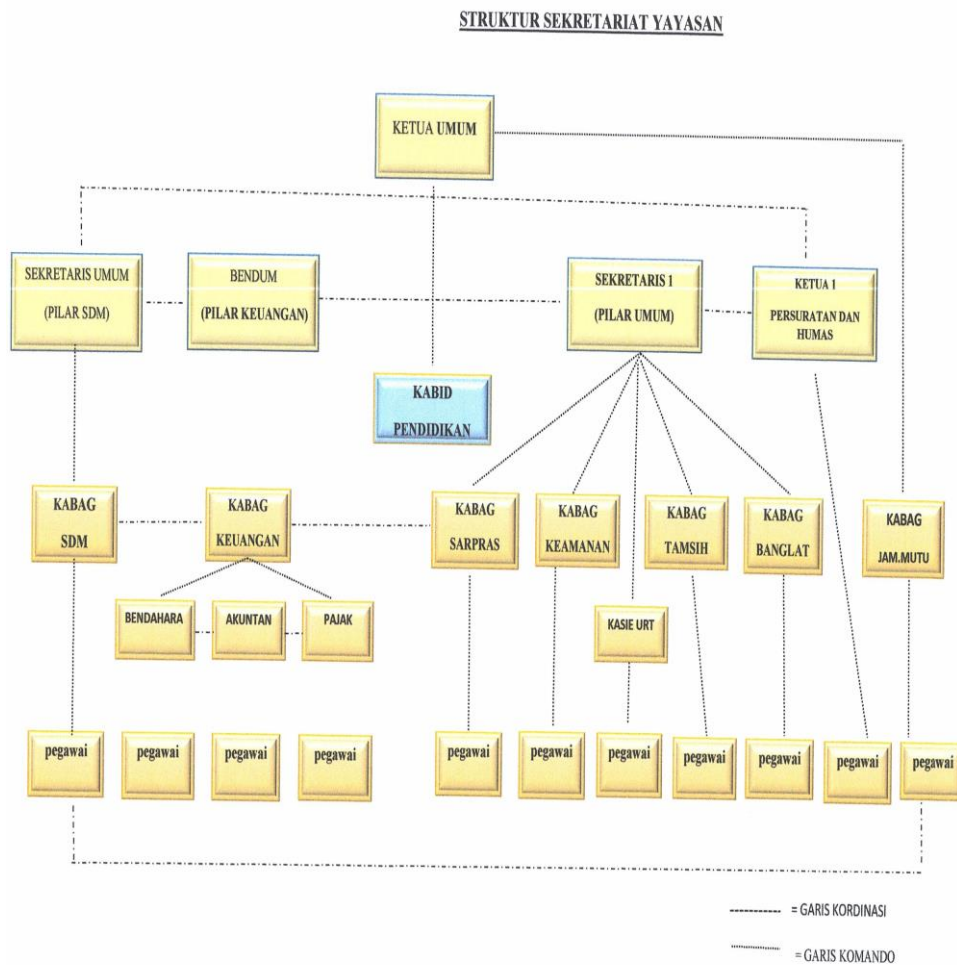 STRUKTUR SEKRETARIAT YAYASAN
KETUA UMUM
SEKRETARIS UMUM
(PILAR SDM)
BENDUM
(PILAR KEUANGAN)
SEKRETARIS 1
(PILAR UMUM)
KETUA 1
PERSURATAN DAN
HUMAS
KABID
PENDIDIKAN
KABAG
SDM
KABAG
KEUANGAN
KABAG
SARPRAS
KABAG
KEAMANAN
KABAG
TAMSIH
KABAG
BANGLAT
KABAG
JAM.MUTU
BENDAHARA
AKUNTAN
PAJAK
KASIE URT
pegawai
pegawai
pegawai
pegawai
pegawai
pegawai
pegawai
pegawai
pegawai
pegawai
pegawai
= GARIS KORDINASI
= GARIS KOMANDO